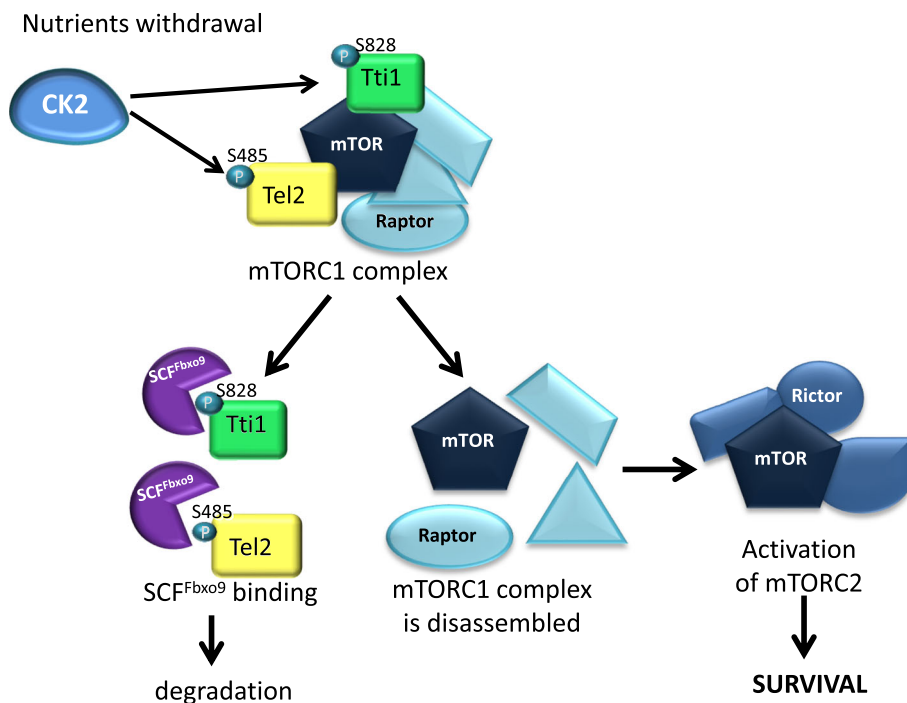 Nutrients withdrawal
CK2
P
S828
Tti1
mTOR
S485
P
Tel2
Raptor
mTORC1 complex
SCFFbxo9
S828
P
Tti1
SCFFbxo9
S485
P
Tel2
SCFFbxo9 binding
degradation
mTOR
Raptor
mTORC1 complex
is disassembled
Rictor
mTOR
Activation
of mTORC2
SURVIVAL